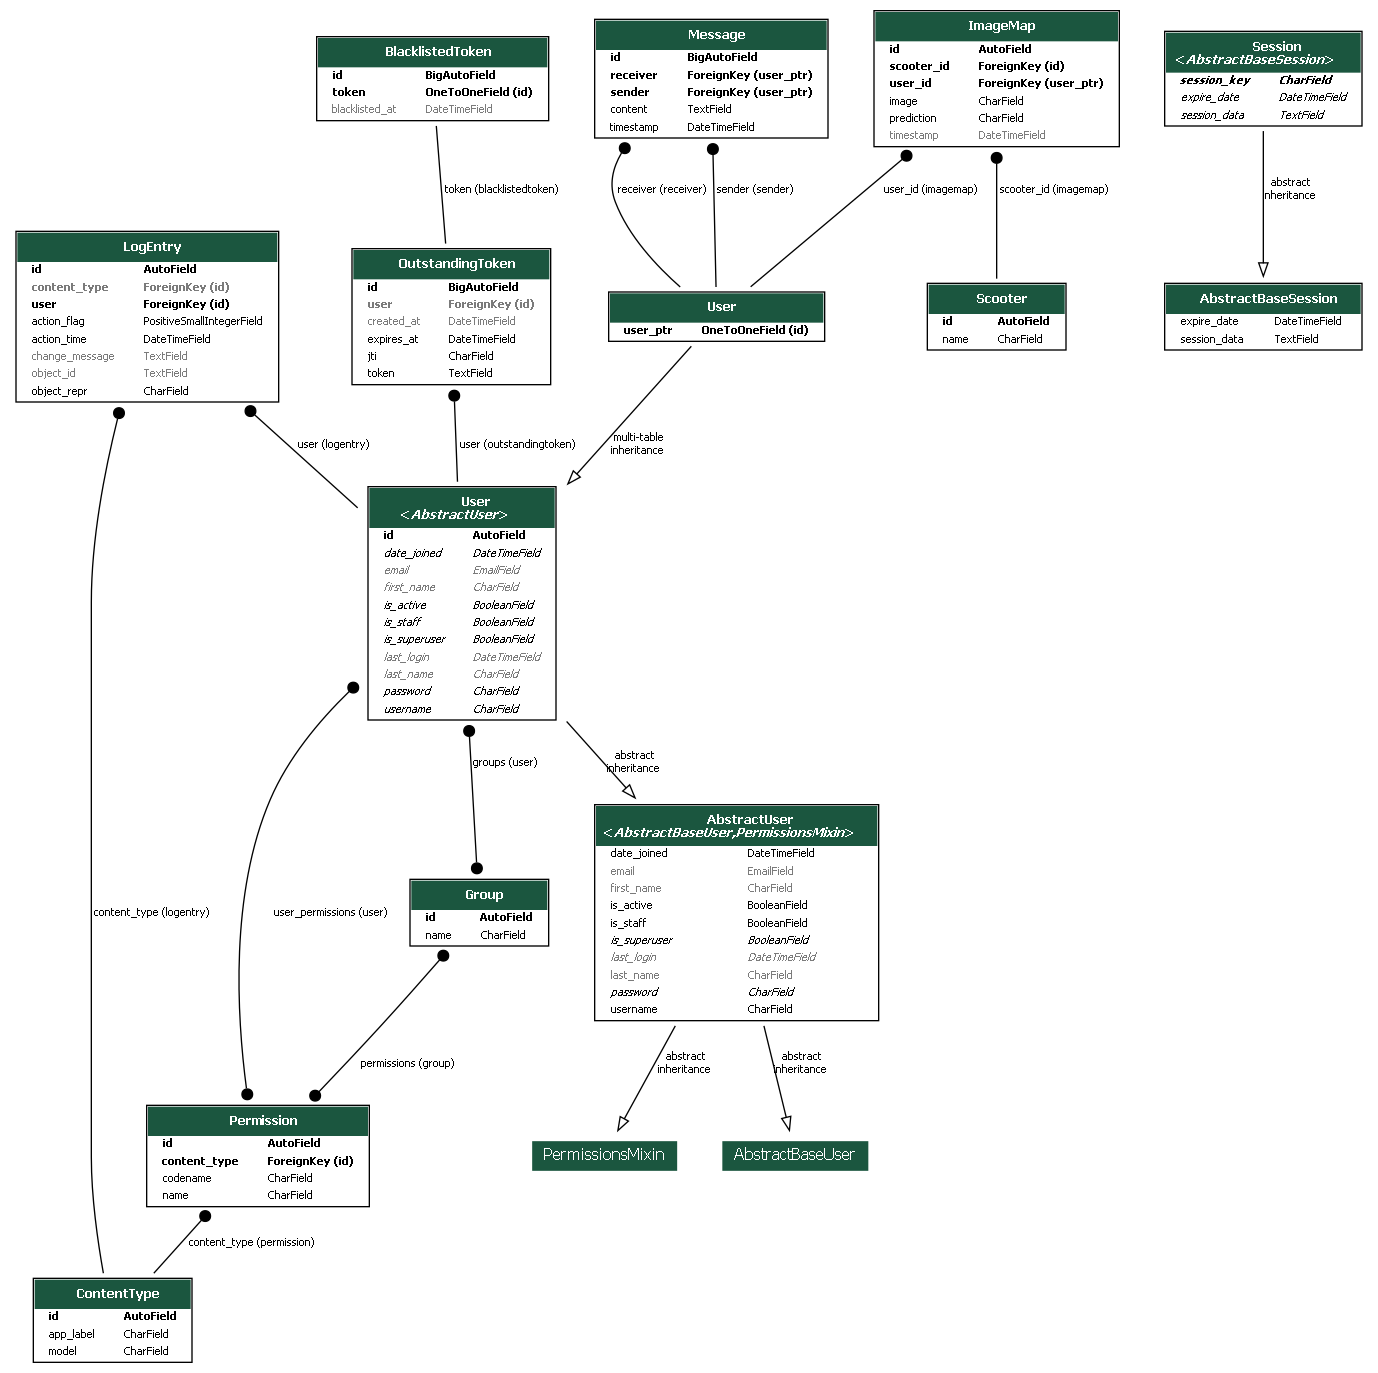 BlacklistedToken
id BigAutoField
token OneToOneField (id)
blacklisted_at DateTimeField
Message
id BigAutoField
receiver ForeignKey (user_ptr)
sender ForeignKey (user_ptr)
content TextField
timestamp DateTimeField
ImageMap
id AutoField
scooter_id ForeignKey (id)
user_id ForeignKey (user_ptr)
image CharField
prediction CharField
timestamp DateTimeField
Session
<AbstractBaseSession>
session_key CharField
expire_date DateTimeField
session_data TextField
token (blacklistedtoken)
receiver (receiver)
sender (sender)
user_id (imagemap)
scooter_id (imagemap)
abstract
inheritance
LogEntry
id AutoField
content_type ForeignKey (id)
user ForeignKey (id)
action_flag PositiveSmallIntegerField
action_time DateTimeField
change_message TextField
object_id TextField
object_repr CharField
OutstandingToken
id BigAutoField
user ForeignKey (id)
created_at DateTimeField
expires_at DateTimeField
jti CharField
token TextField
User
user_ptr OneToOneField (id)
Scooter
id AutoField
name CharField
AbstractBaseSession
expire_date DateTimeField
session_data TextField
user (logentry)
user (outstandingtoken)
multi-table
inheritance
User
<AbstractUser>
id AutoField
date_joined DateTimeField
email EmailField
first_name CharField
is_active BooleanField
is_staff BooleanField
is_superuser BooleanField
last_login DateTimeField
last_name CharField
password CharField
username CharField
groups (user)
abstract
inheritance
AbstractUser
<AbstractBaseUser,PermissionsMixin>
date_joined DateTimeField
email EmailField
first_name CharField
is_active BooleanField
is_staff BooleanField
is_superuser BooleanField
last_login DateTimeField
last_name CharField
password CharField
username CharField
content_type (logentry)
user_permissions (user)
Group
id AutoField
name CharField
permissions (group)
abstract
inheritance
abstract
inheritance
Permission
id AutoField
content_type ForeignKey (id)
codename CharField
name CharField
PermissionsMixin
AbstractBaseUser
content_type (permission)
ContentType
id AutoField
app_label CharField
model CharField